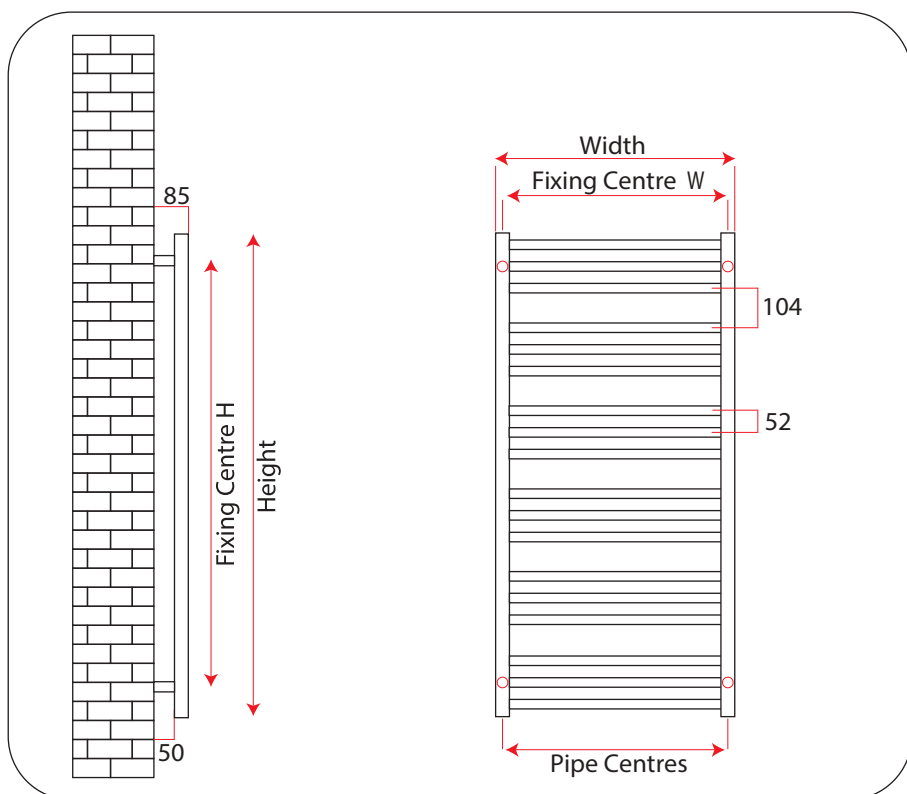 85
Fixing Centre H
Height
50
Width
Fixing Centre W
104
52
Pipe Centres